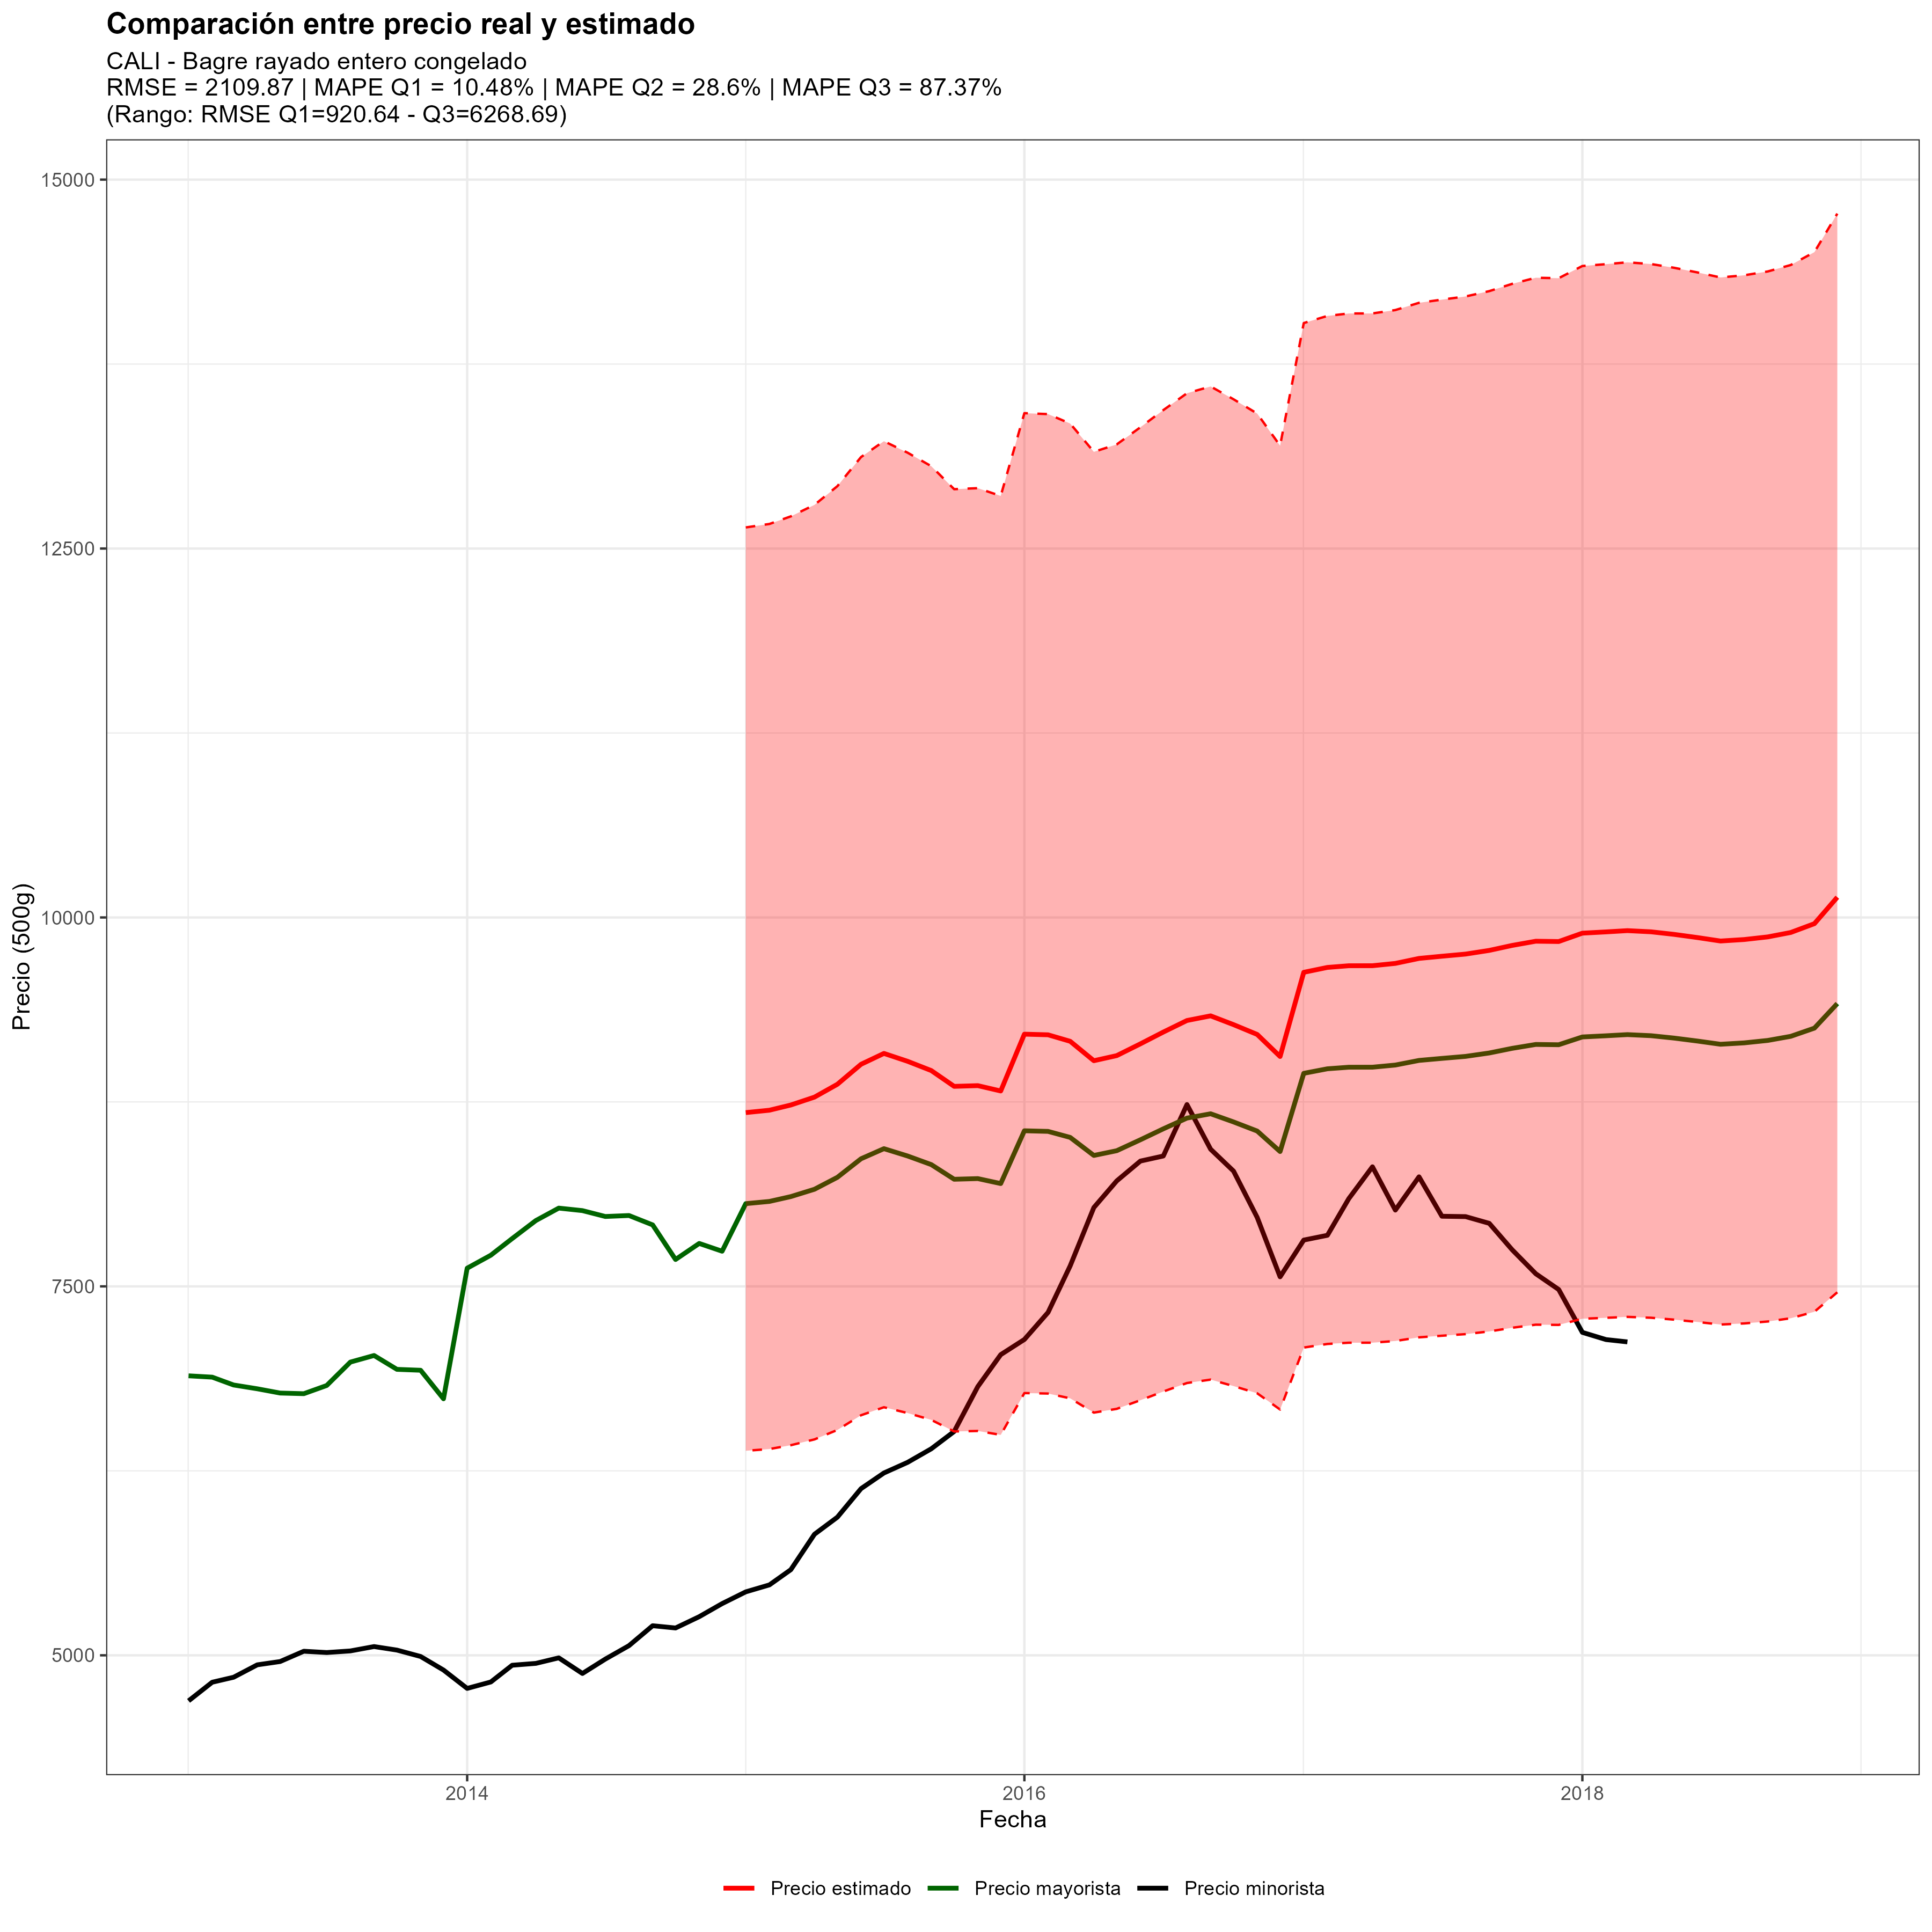 Comparación entre precio real y estimado
CALI - Bagre rayado entero congelado
RMSE = 2109.87 | MAPE Q1 = 10.48% | MAPE Q2 = 28.6% | MAPE Q3 = 87.37%
(Rango: RMSE Q1=920.64 - Q3=6268.69)
15000
12500
10000
7500
5000
Precio (500g)
2014
2016
2018
Fecha
Precio estimado
Precio mayorista
Precio minorista